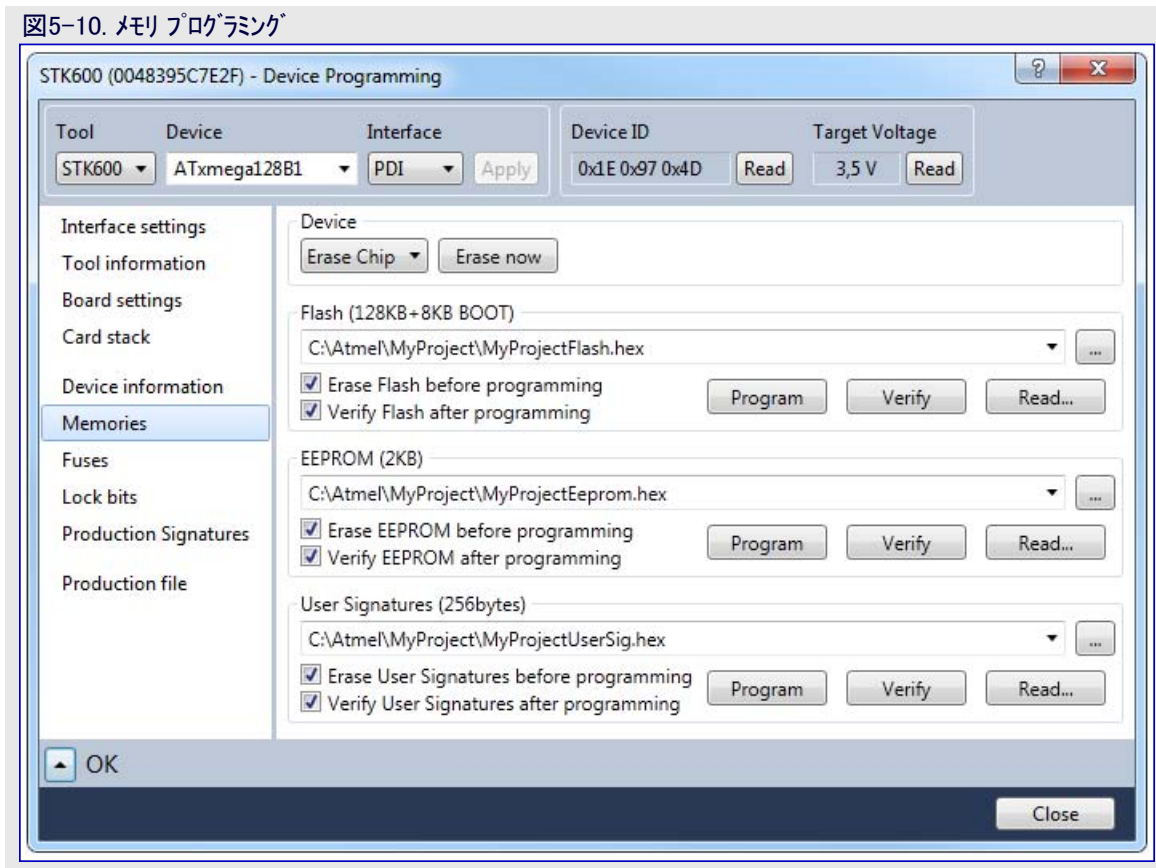 図5-10. ﾒﾓﾘ ﾌﾟﾛｸﾞﾗﾐﾝｸﾞ
STK600 (0048395C7E2F) - Device Programming
Tool Device Interface Device ID Target Voltage
STK600 ATxmega128B1 PDI Apply 0x1E 0x97 0x4D Read 3,5 V Read
Interface settings
Tool information
Board settings
Card stack
Device information
Memories
Fuses
Lock bits
Production Signatures
Production file
Device
Erase Chip Erase now
Flash (128KB+8KB BOOT)
C:\Atmel\MyProject\MyProjectFlash.hex ...
Erase Flash before programming
Verify Flash after programming
Program Verify Read...
EEPROM (2KB)
C:\Atmel\MyProject\MyProjectEeprom.hex ...
Erase EEPROM before programming
Verify EEPROM after programming
Program Verify Read...
User Signatures (256bytes)
C:\Atmel\MyProject\MyProjectUserSig.hex ...
Erase User Signatures before programming
Verify User Signatures after programming
Program Verify Read...
OK
Close